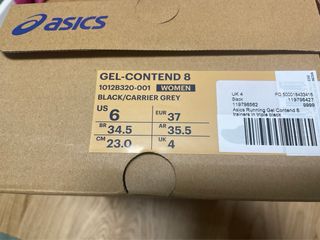 asics
GEL-CONTEND 8
1012B320-001 WOMEN
BLACK/CARRIER GREY
US 6 EUR 37
BR 34.5 AR 35.5
CM 23.0 UK 4
UK 4
Black
119796562
Asics Running Gel Contend 8
trainers in triple black
119796427
9999